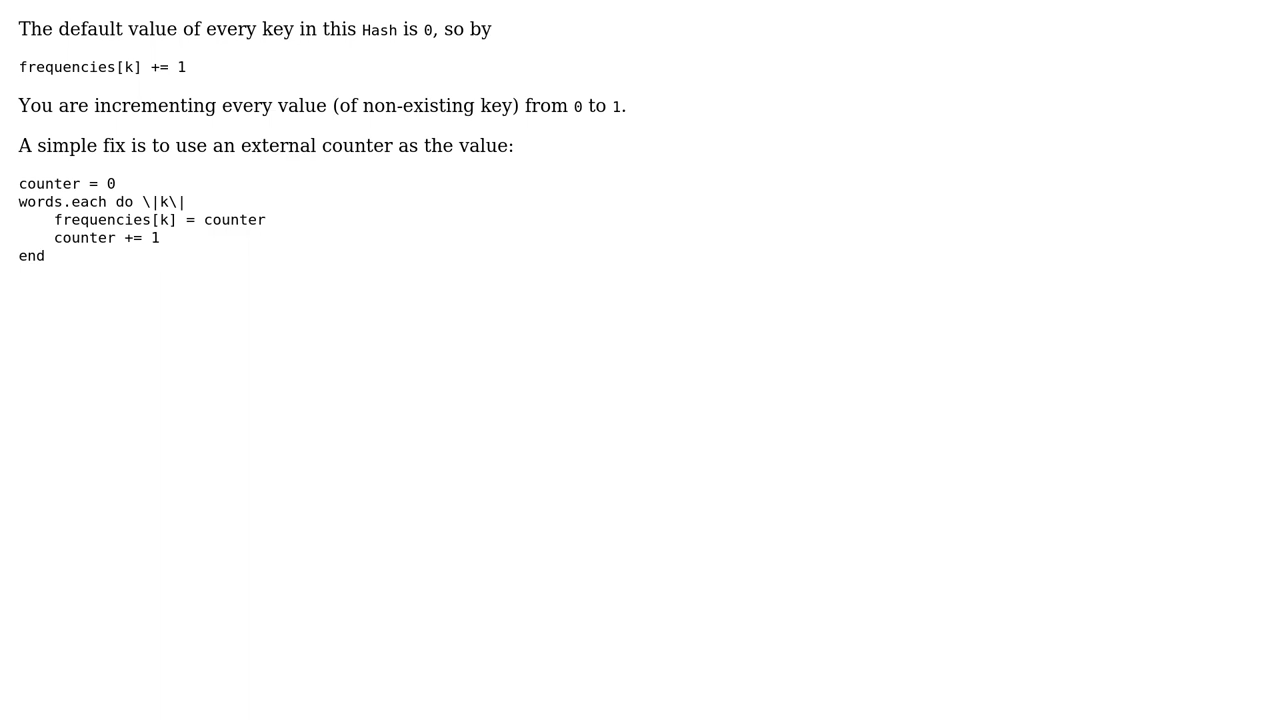 The default value of every key in this Hash is 0, so by
frequencies[k] += 1
You are incrementing every value (of non-existing key) from 0 to 1.
A simple fix is to use an external counter as the value:
counter = 0
words.each do \|k\|
    frequencies[k] = counter
    counter += 1
end